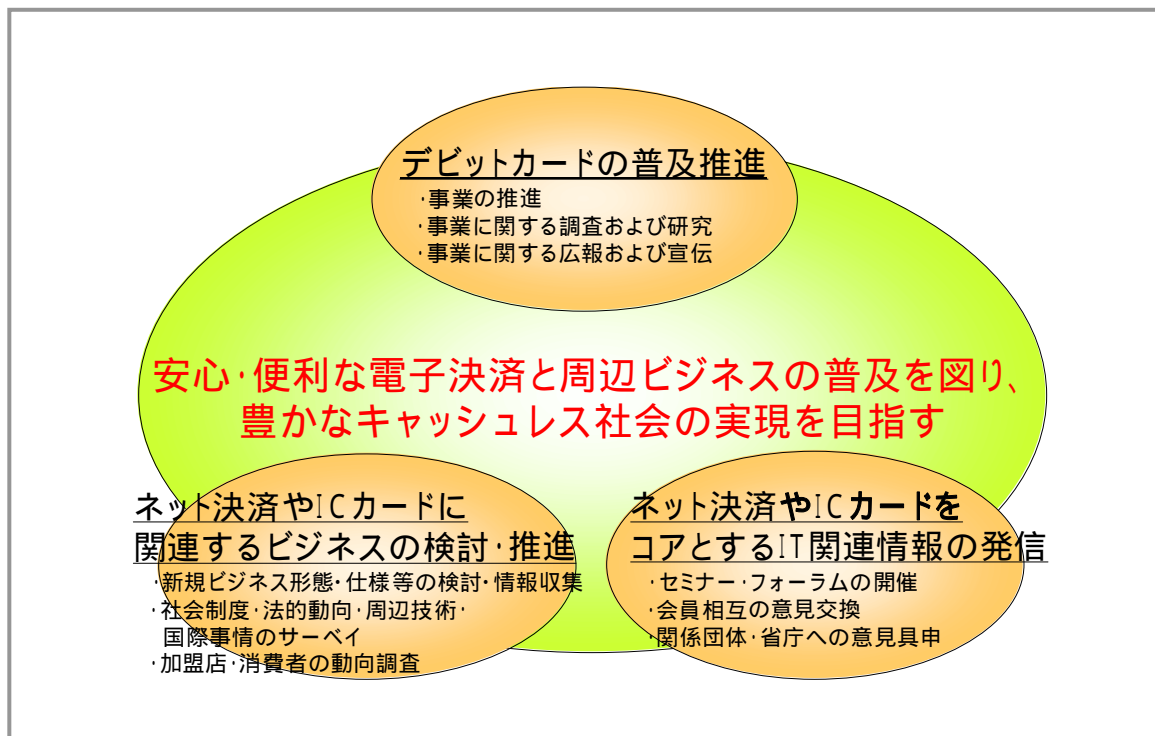 デビットカードの普及推進
・事業の推進
・事業に関する調査および研究
・事業に関する広報および宣伝
安心・便利な電子決済と周辺ビジネスの普及を図り、
豊かなキャッシュレス社会の実現を目指す
ネット決済やICカードに
関連するビジネスの検討・推進
・新規ビジネス形態・仕様等の検討・情報収集
・社会制度・法的動向・周辺技術・
国際事情のサーベイ
・加盟店・消費者の動向調査
ネット決済やICカードを
コアとするIT関連情報の発信
・セミナー・フォーラムの開催
・会員相互の意見交換
・関係団体・省庁への意見具申